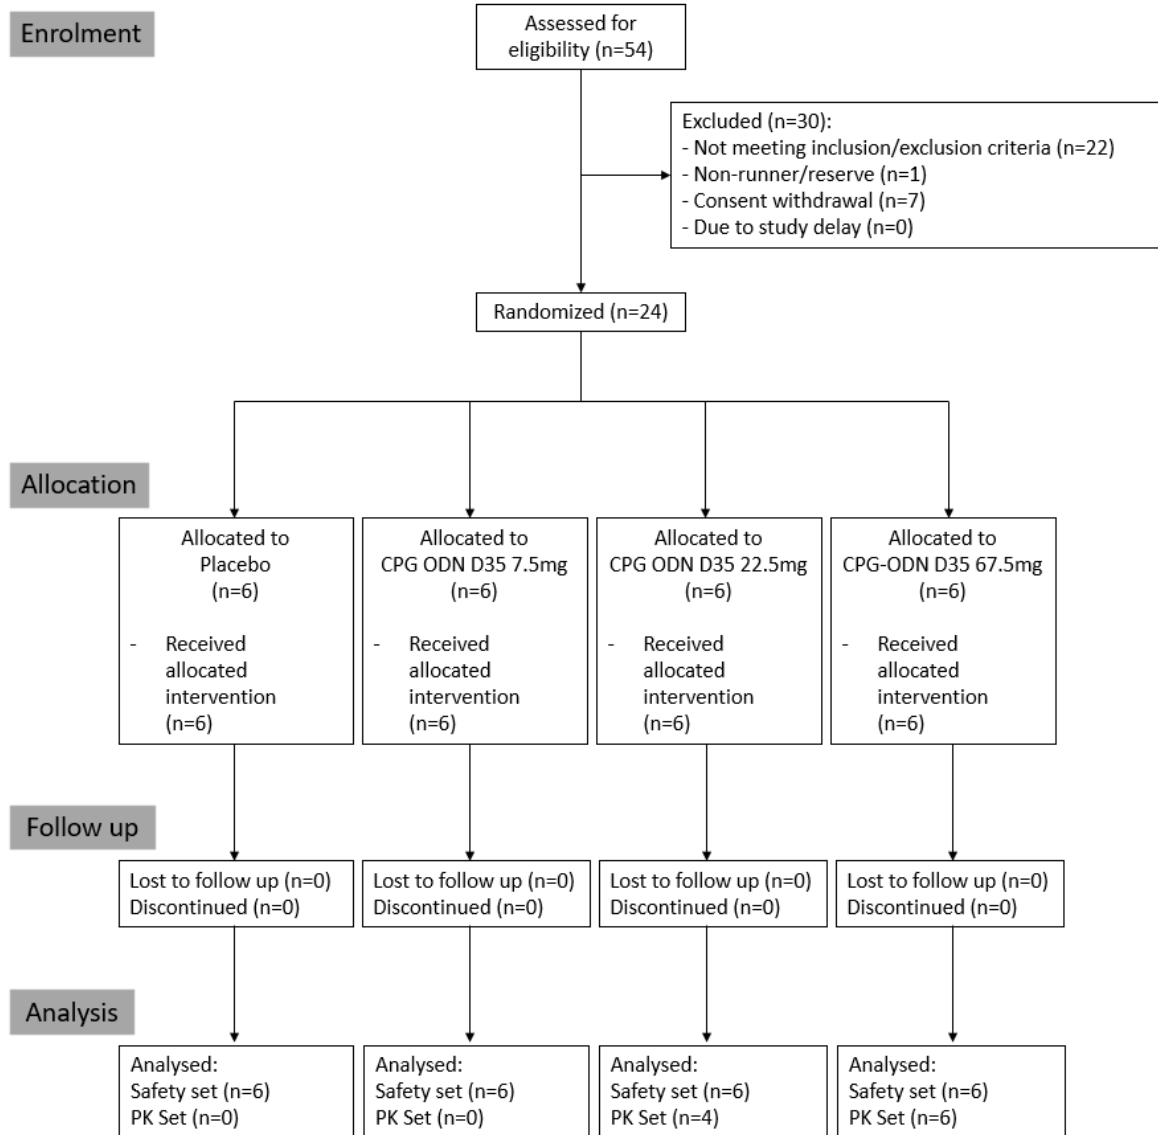 Enrolment
Assessed for
eligibility (n=54)
Excluded (n=30):
- Not meeting inclusion/exclusion criteria (n=22)
- Non-runner/reserve (n=1)
- Consent withdrawal (n=7)
- Due to study delay (n=0)
Randomized (n=24)
Allocation
Allocated to
Placebo
(n=6)
- Received
allocated
intervention
(n=6)
Allocated to
CPG ODN D35 7.5mg
(n=6)
- Received
allocated
intervention
(n=6)
Allocated to
CPG ODN D35 22.5mg
(n=6)
- Received
allocated
intervention
(n=6)
Allocated to
CPG-ODN D35 67.5mg
(n=6)
- Received
allocated
intervention
(n=6)
Follow up
Lost to follow up (n=0)
Discontinued (n=0)
Lost to follow up (n=0)
Discontinued (n=0)
Lost to follow up (n=0)
Discontinued (n=0)
Lost to follow up (n=0)
Discontinued (n=0)
Analysis
Analysed:
Safety set (n=6)
PK Set (n=0)
Analysed:
Safety set (n=6)
PK Set (n=0)
Analysed:
Safety set (n=6)
PK Set (n=4)
Analysed:
Safety set (n=6)
PK Set (n=6)